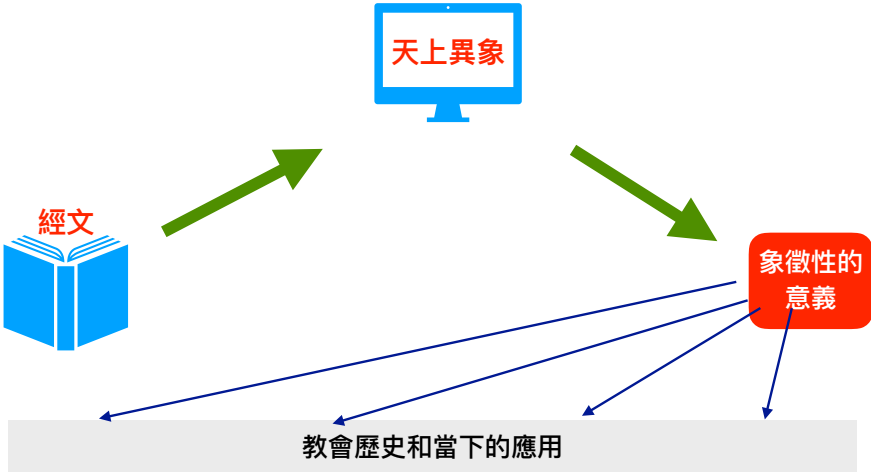 天上異象
經文
象徵性的
意義
教會歷史和當下的應用